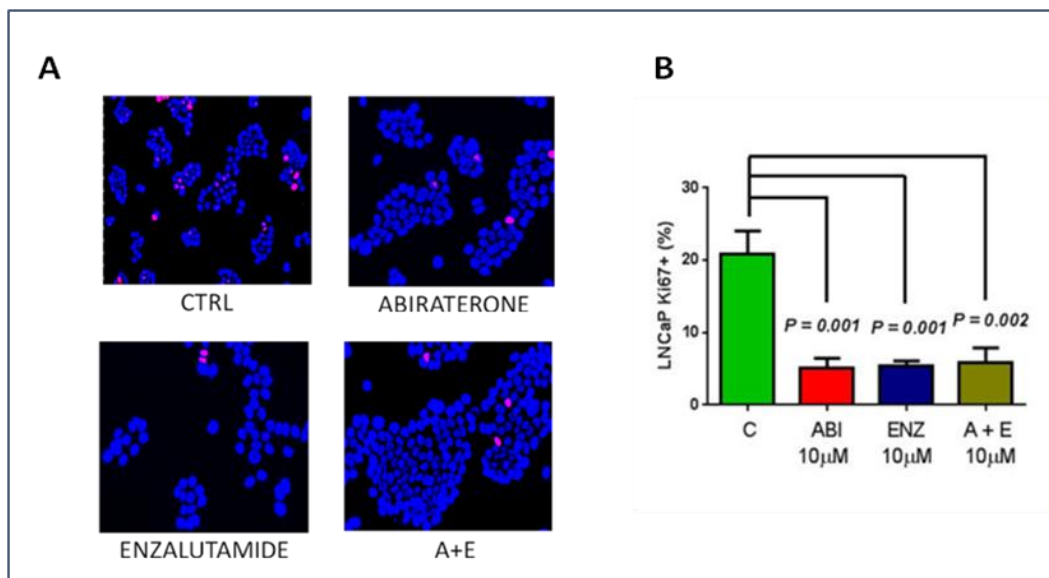 A
CTRL
ABIRATERONE
ENZALUTAMIDE
A+E
B
LNCaP Ki67+ (%)
30
20
10
0
P = 0.001
P = 0.001
P = 0.002
C
ABI
10μM
ENZ
10μM
A + E
10μM